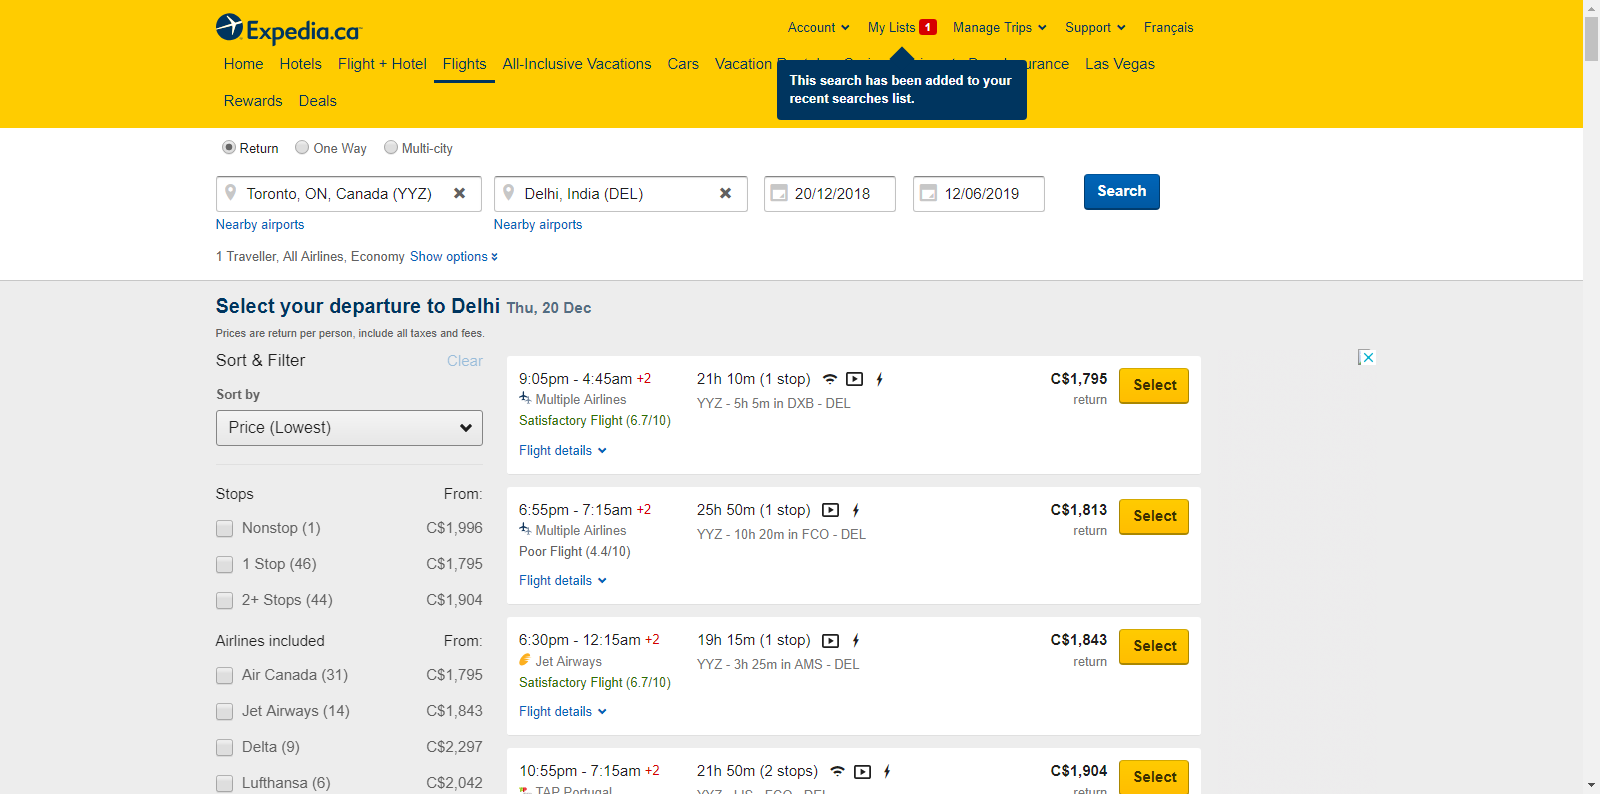 Expedia.ca
Account My Lists 1 Manage Trips Support Français
Home Hotels Flight + Hotel Flights All-Inclusive Vacations Cars Vacation urance Las Vegas
Rewards Deals
This search has been added to your
recent searches list.
Return One Way Multi-city
Toronto, ON, Canada (YYZ) Delhi, India (DEL) 20/12/2018 12/06/2019 Search
Nearby airports Nearby airports
1 Traveller, All Airlines, Economy Show options
Select your departure to Delhi Thu, 20 Dec
Prices are return per person, include all taxes and fees.
Sort & Filter Clear
Sort by
Price (Lowest)
Stops From:
Nonstop (1) C$1,996
1 Stop (46) C$1,795
2+ Stops (44) C$1,904
Airlines included From:
Air Canada (31) C$1,795
Jet Airways (14) C$1,843
Delta (9) C$2,297
Lufthansa (6) C$2,042
9:05pm - 4:45am +2 21h 10m (1 stop) C$1,795 Select
Multiple Airlines YYZ - 5h 5m in DXB - DEL return
Satisfactory Flight (6.7/10)
Flight details
6:55pm - 7:15am +2 25h 50m (1 stop) C$1,813 Select
Multiple Airlines YYZ - 10h 20m in FCO - DEL return
Poor Flight (4.4/10)
Flight details
6:30pm - 12:15am +2 19h 15m (1 stop) C$1,843 Select
Jet Airways YYZ - 3h 25m in AMS - DEL return
Satisfactory Flight (6.7/10)
Flight details
10:55pm - 7:15am +2 21h 50m (2 stops) C$1,904 Select
TAP Portugal YYZ - LIS - FCO - DEL return